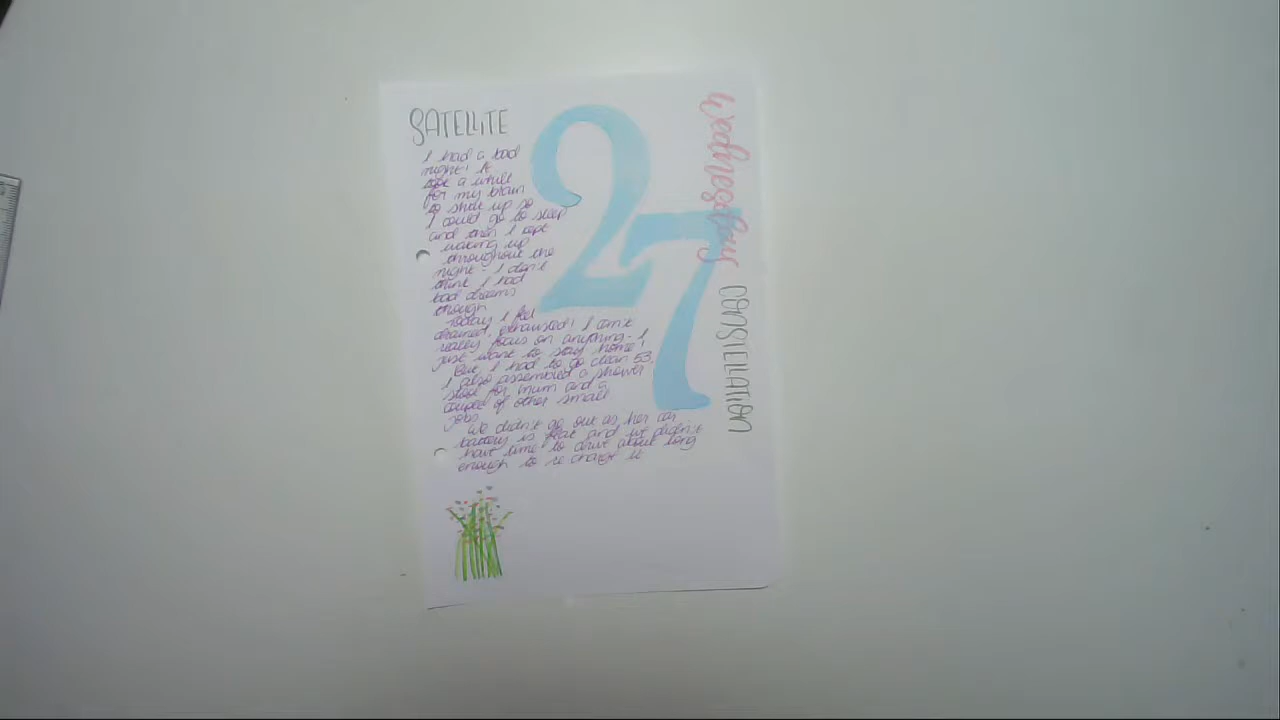 SATELLITE
27
Wednesday
CONSTELLATION
I had a bad
night! It
took a while
for my brain
to shut up so
I could go to sleep
and then I kept
waking up
throughout the
night - I don't
think I had
bad dreams
though
Today I feel
drained, exhausted! I can't
really focus on anything - I
just want to stay home!
But, I had to go clean 53.
I also assembled a shower
stool for mum and a
couple of other small
jobs
We didn't go out as her car
battery is flat and we didn't
have time to drive about long
enough to re charge it